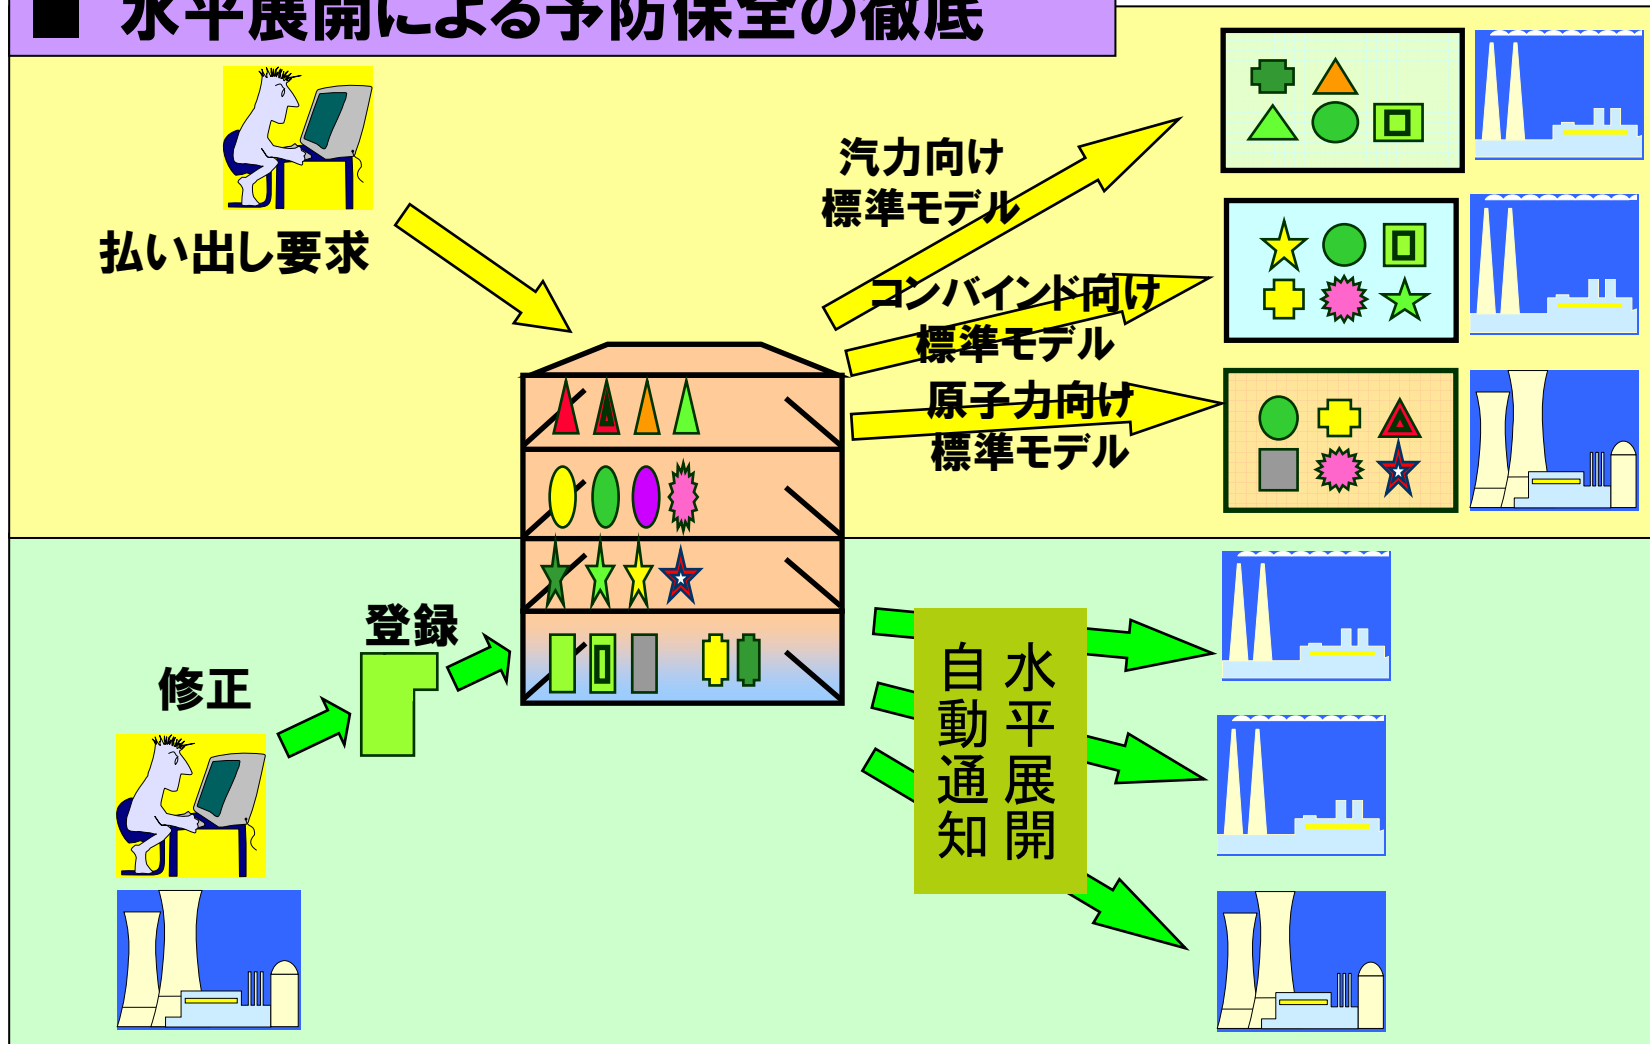 ■ 水平展開による予防保全の徹底
払い出し要求
汽力向け
標準モデル
コンバインド向け
標準モデル
原子力向け
標準モデル
登録
修正
水平展開
自動通知